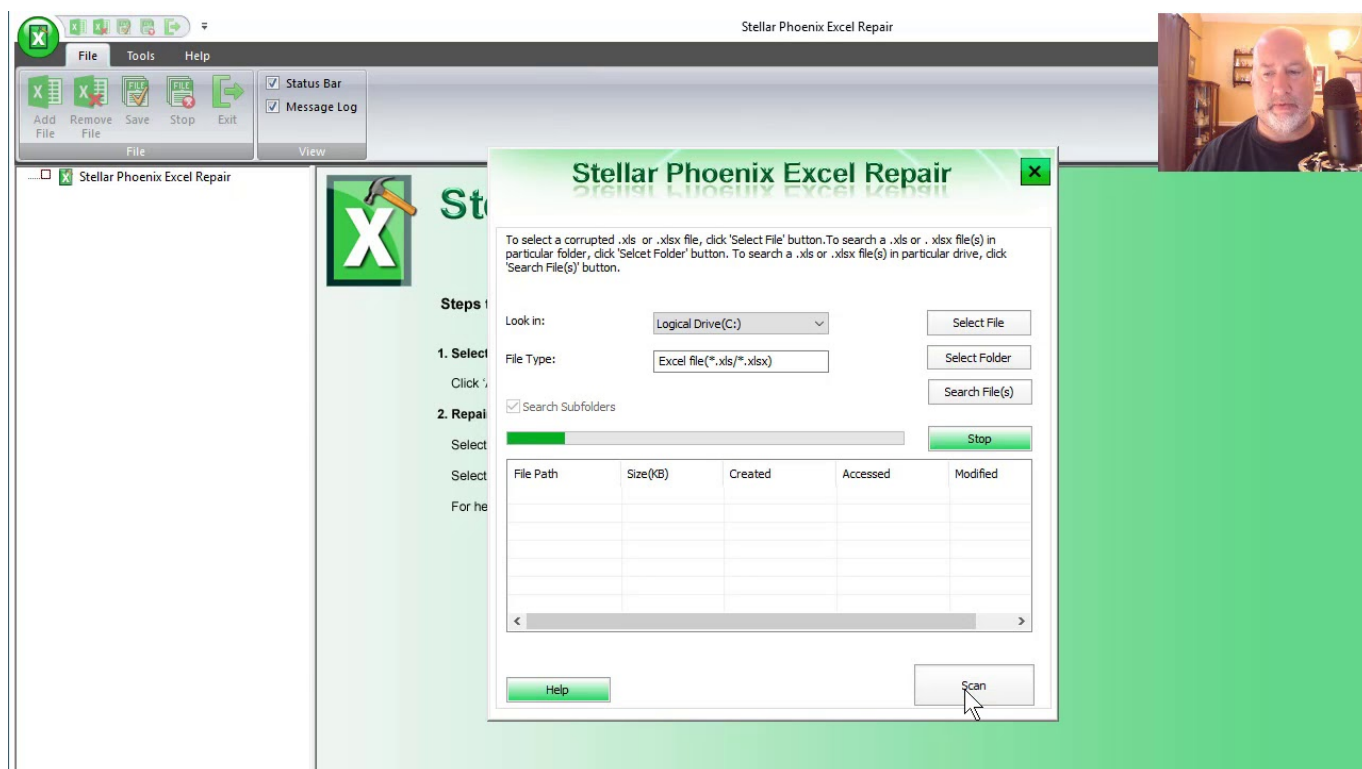 Stellar Phoenix Excel Repair
File Tools Help
Add File
Remove File
Save
Stop
Exit
File
Status Bar
Message Log
View
Stellar Phoenix Excel Repair
Steps
1. Select
Click
2. Repai
Select
Select
For he
Stellar Phoenix Excel Repair
To select a corrupted .xls or .xlsx file, click 'Select File' button.To search a .xls or . xlsx file(s) in
particular folder, click 'Selcet Folder' button. To search a .xls or .xlsx file(s) in particular drive, click
'Search File(s)' button.
Look in:
Logical Drive(C:)
Select File
File Type:
Excel file(*.xls/*.xlsx)
Select Folder
Search File(s)
Search Subfolders
Stop
File Path Size(KB) Created Accessed Modified
Help
Scan